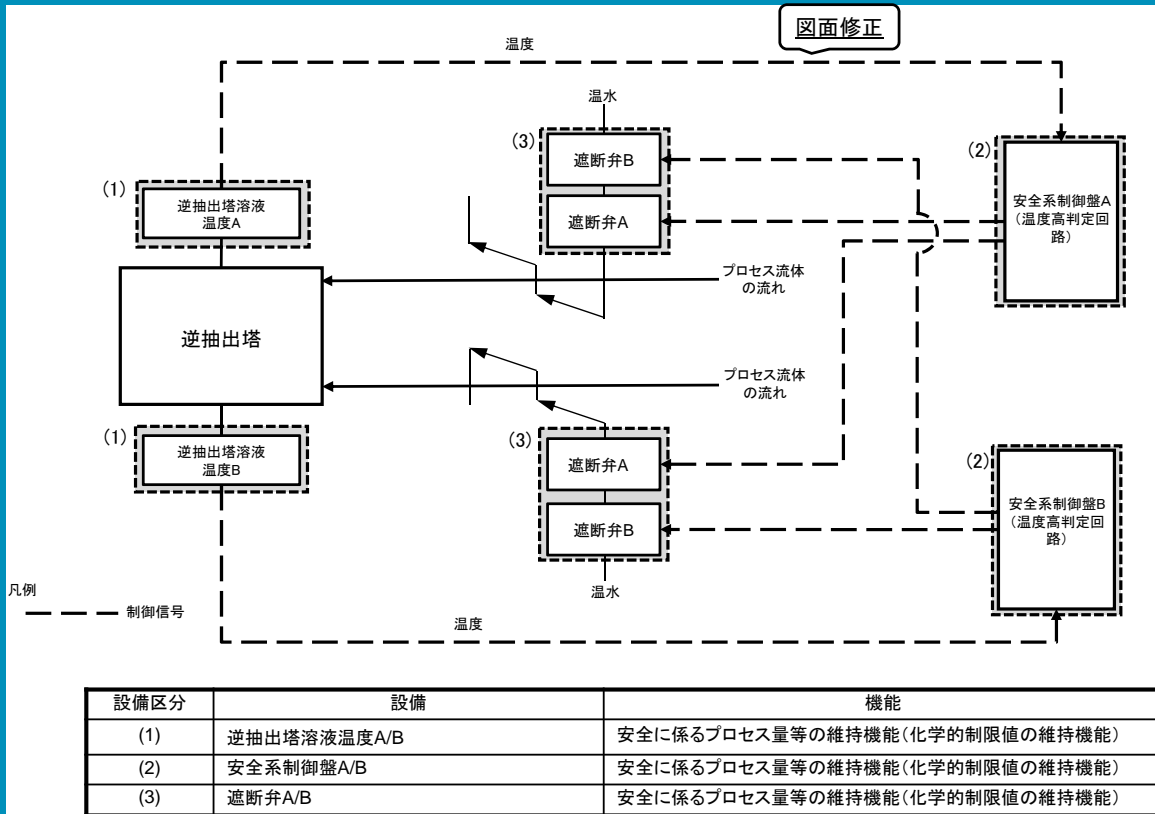 図面修正
温度
温水
(3)
遮断弁B
遮断弁A
(1)
逆抽出塔溶液
温度A
(2)
安全系制御盤A
(温度高判定回
路)
プロセス流体
の流れ
逆抽出塔
プロセス流体
の流れ
(1)
逆抽出塔溶液
温度B
(3)
遮断弁A
遮断弁B
温水
(2)
安全系制御盤B
(温度高判定回
路)
凡例
制御信号
温度
設備区分 設備 機能
(1) 逆抽出塔溶液温度A/B 安全に係るプロセス量等の維持機能(化学的制限値の維持機能)
(2) 安全系制御盤A/B 安全に係るプロセス量等の維持機能(化学的制限値の維持機能)
(3) 遮断弁A/B 安全に係るプロセス量等の維持機能(化学的制限値の維持機能)